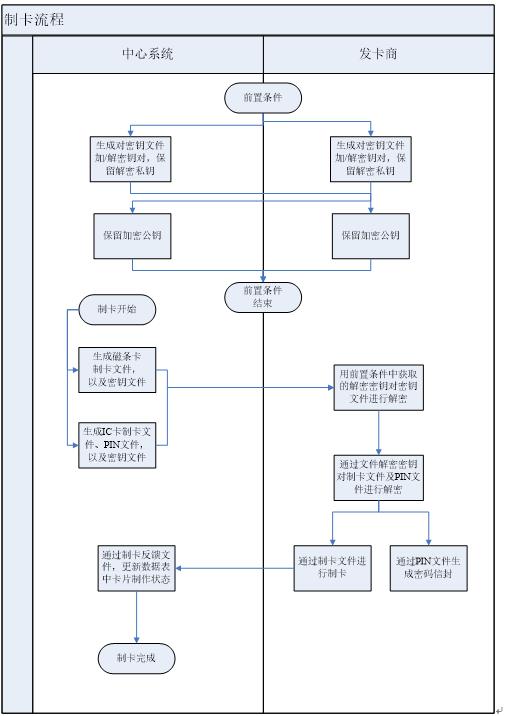 制卡流程
中心系统
发卡商
前置条件
生成对密钥文件
加/解密钥对，保
留解密私钥
生成对密钥文件
加/解密钥对，保
留解密私钥
保留加密公钥
保留加密公钥
前置条件
结束
制卡开始
生成磁条卡
制卡文件，
以及密钥文件
用前置条件中获取
的解密密钥对密钥
文件进行解密
生成IC卡制卡文
件、PIN文件，
以及密钥文件
通过文件解密密钥
对制卡文件及PIN文
件进行解密
通过制卡反馈文
件，更新数据表
中卡片制作状态
通过制卡文件进
行制卡
通过PIN文件生
成密码信封
制卡完成